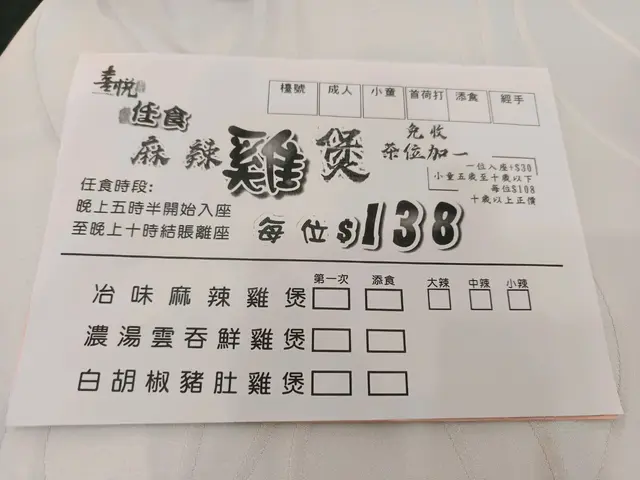 喜悅
檯號 成人 小童 首荷打 添食 經手
任食
麻辣雞煲
免收
茶位加一
一位入座+$30
小童五歲至十歲以下
每位$108
十歲以上正價
任食時段:
晚上五時半開始入座
至晚上十時結賬離座
每位$138
第一次 添食 大辣 中辣 小辣
冶味麻辣雞煲
濃湯雲吞鮮雞煲
白胡椒豬肚雞煲